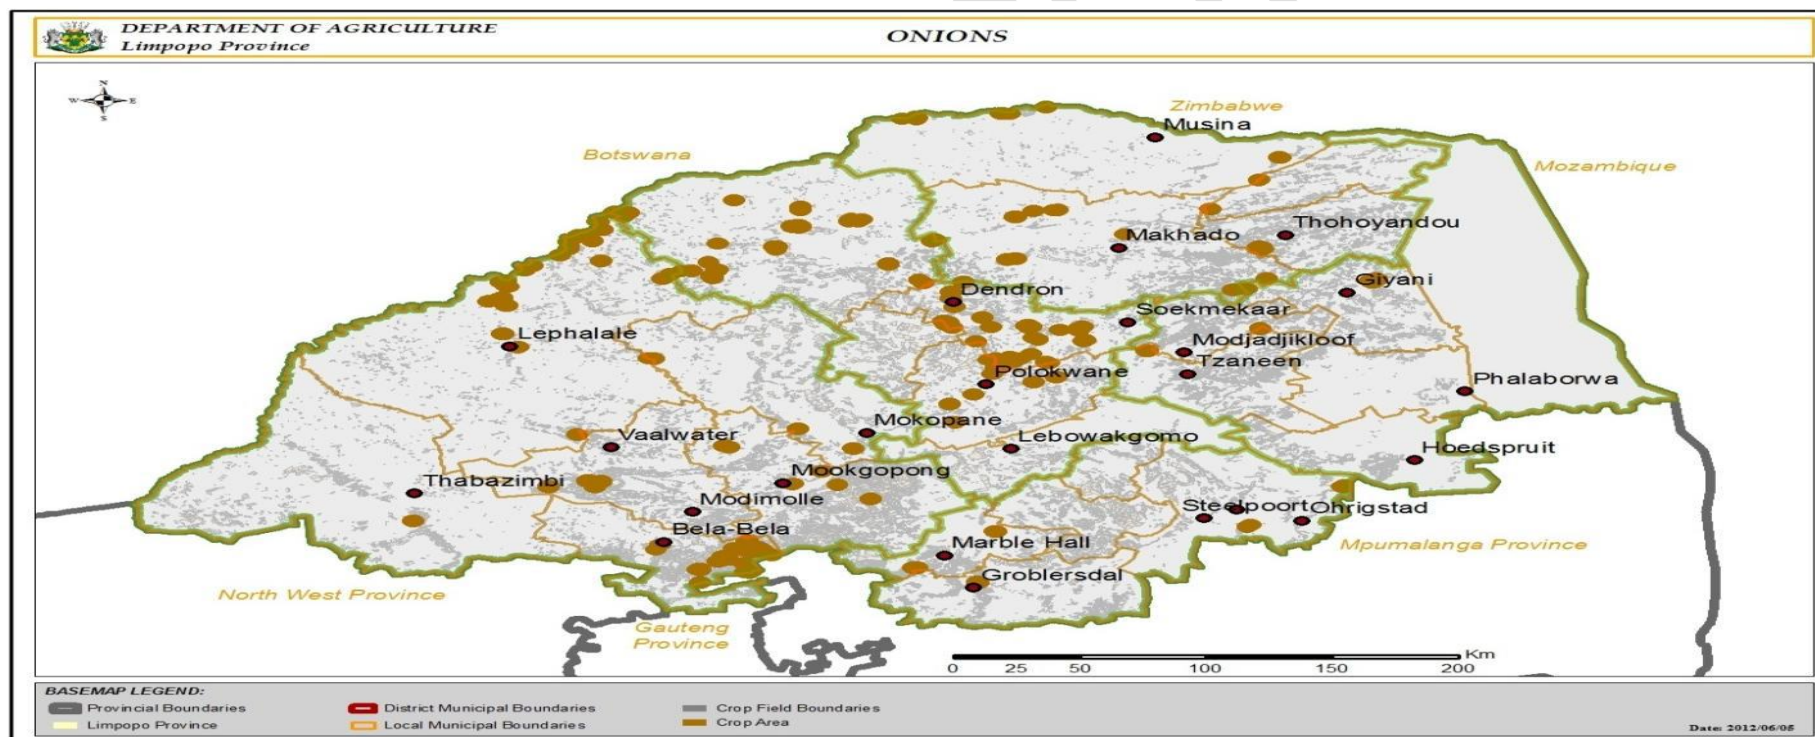 DEPARTMENT OF AGRICULTURE
Limpopo Province
ONIONS
N
W E
S
Zimbabwe
Musina
Botswana
Mozambique
Thohoyandou
Makhado
Giyani
Dendron
Soekmekaar
Lephalale
Modjadjikloof
Tzaneen
Polokwane
Phalaborwa
Mokopane
Vaalwater
Lebowakgomo
Hoedspruit
Mookgopong
Thabazimbi
Modimolle
Steelpoort
Ohrigstad
Bela-Bela
Marble Hall
Mpumalanga Province
Groblersdal
North West Province
Gauteng
Province
Km
0 25 50 100 150 200
BASEMAP LEGEND:
Provincial Boundaries
District Municipal Boundaries
Crop Field Boundaries
Limpopo Province
Local Municipal Boundaries
Crop Area
Date: 2012/06/05